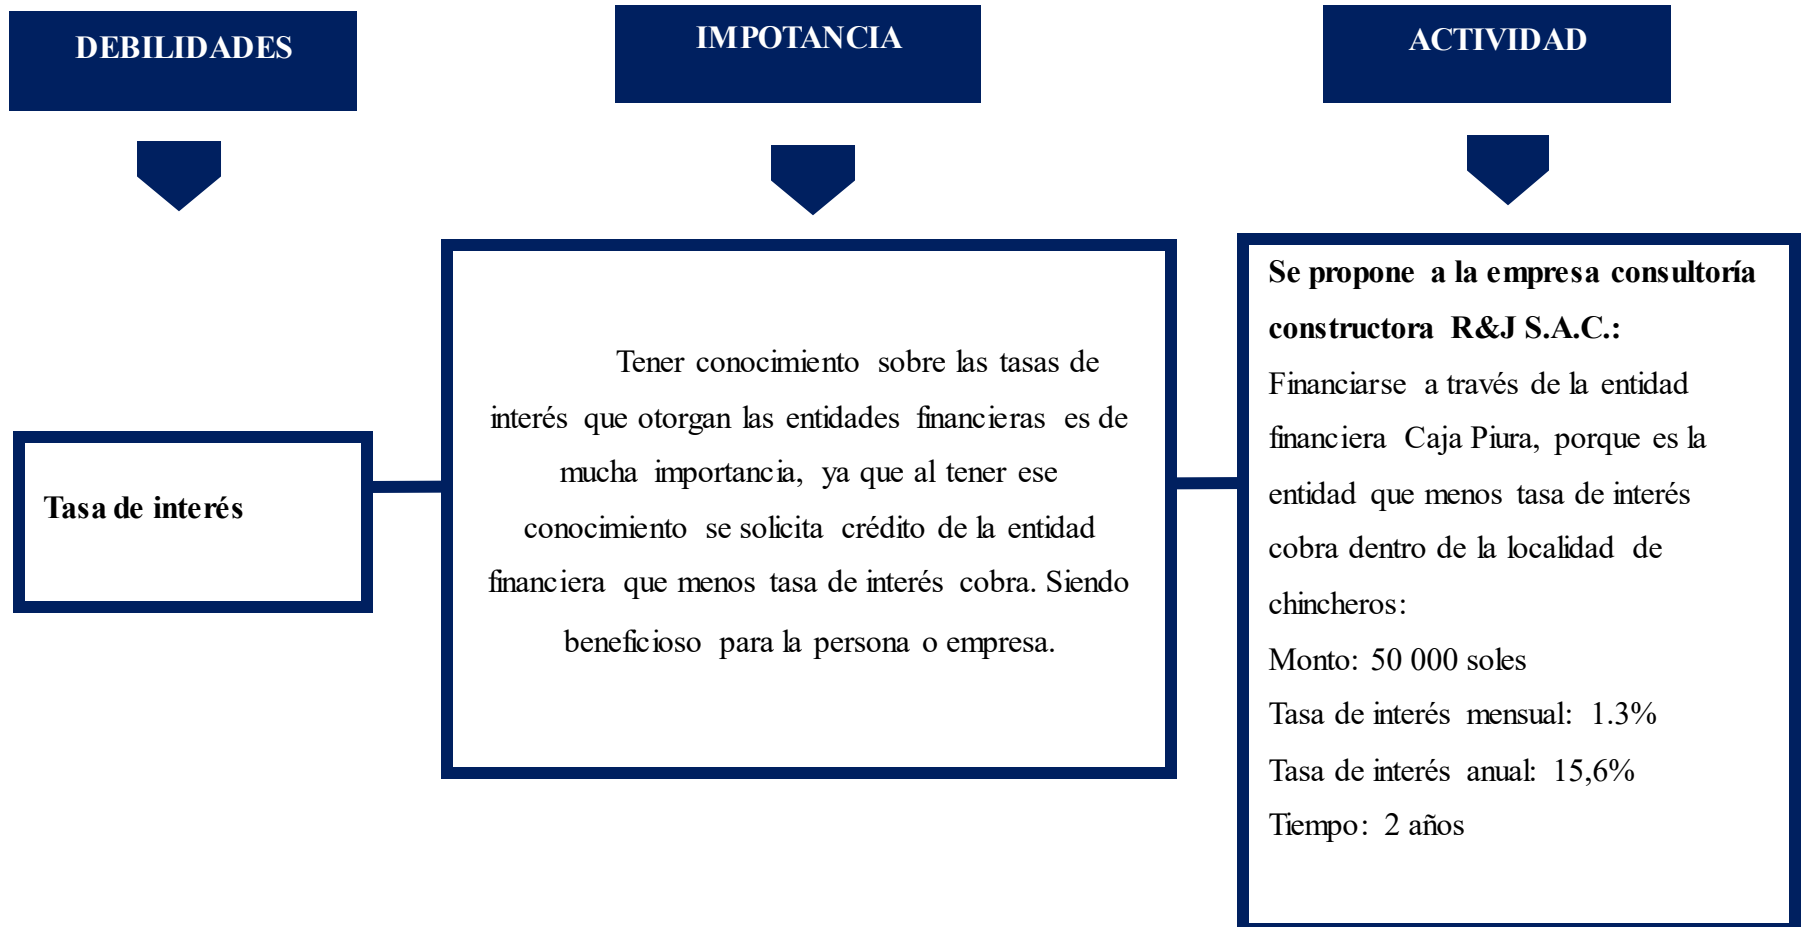 DEBILIDADES
IMPOTANCIA
ACTIVIDAD
Tasa de interés
Tener conocimiento sobre las tasas de
interés que otorgan las entidades financieras es de
mucha importancia, ya que al tener ese
conocimiento se solicita crédito de la entidad
financiera que menos tasa de interés cobra. Siendo
beneficioso para la persona o empresa.
Se propone a la empresa consultoría
constructora R&J S.A.C.:
Financiarse a través de la entidad
financiera Caja Piura, porque es la
entidad que menos tasa de interés
cobra dentro de la localidad de
chincheros:
Monto: 50 000 soles
Tasa de interés mensual: 1.3%
Tasa de interés anual: 15,6%
Tiempo: 2 años